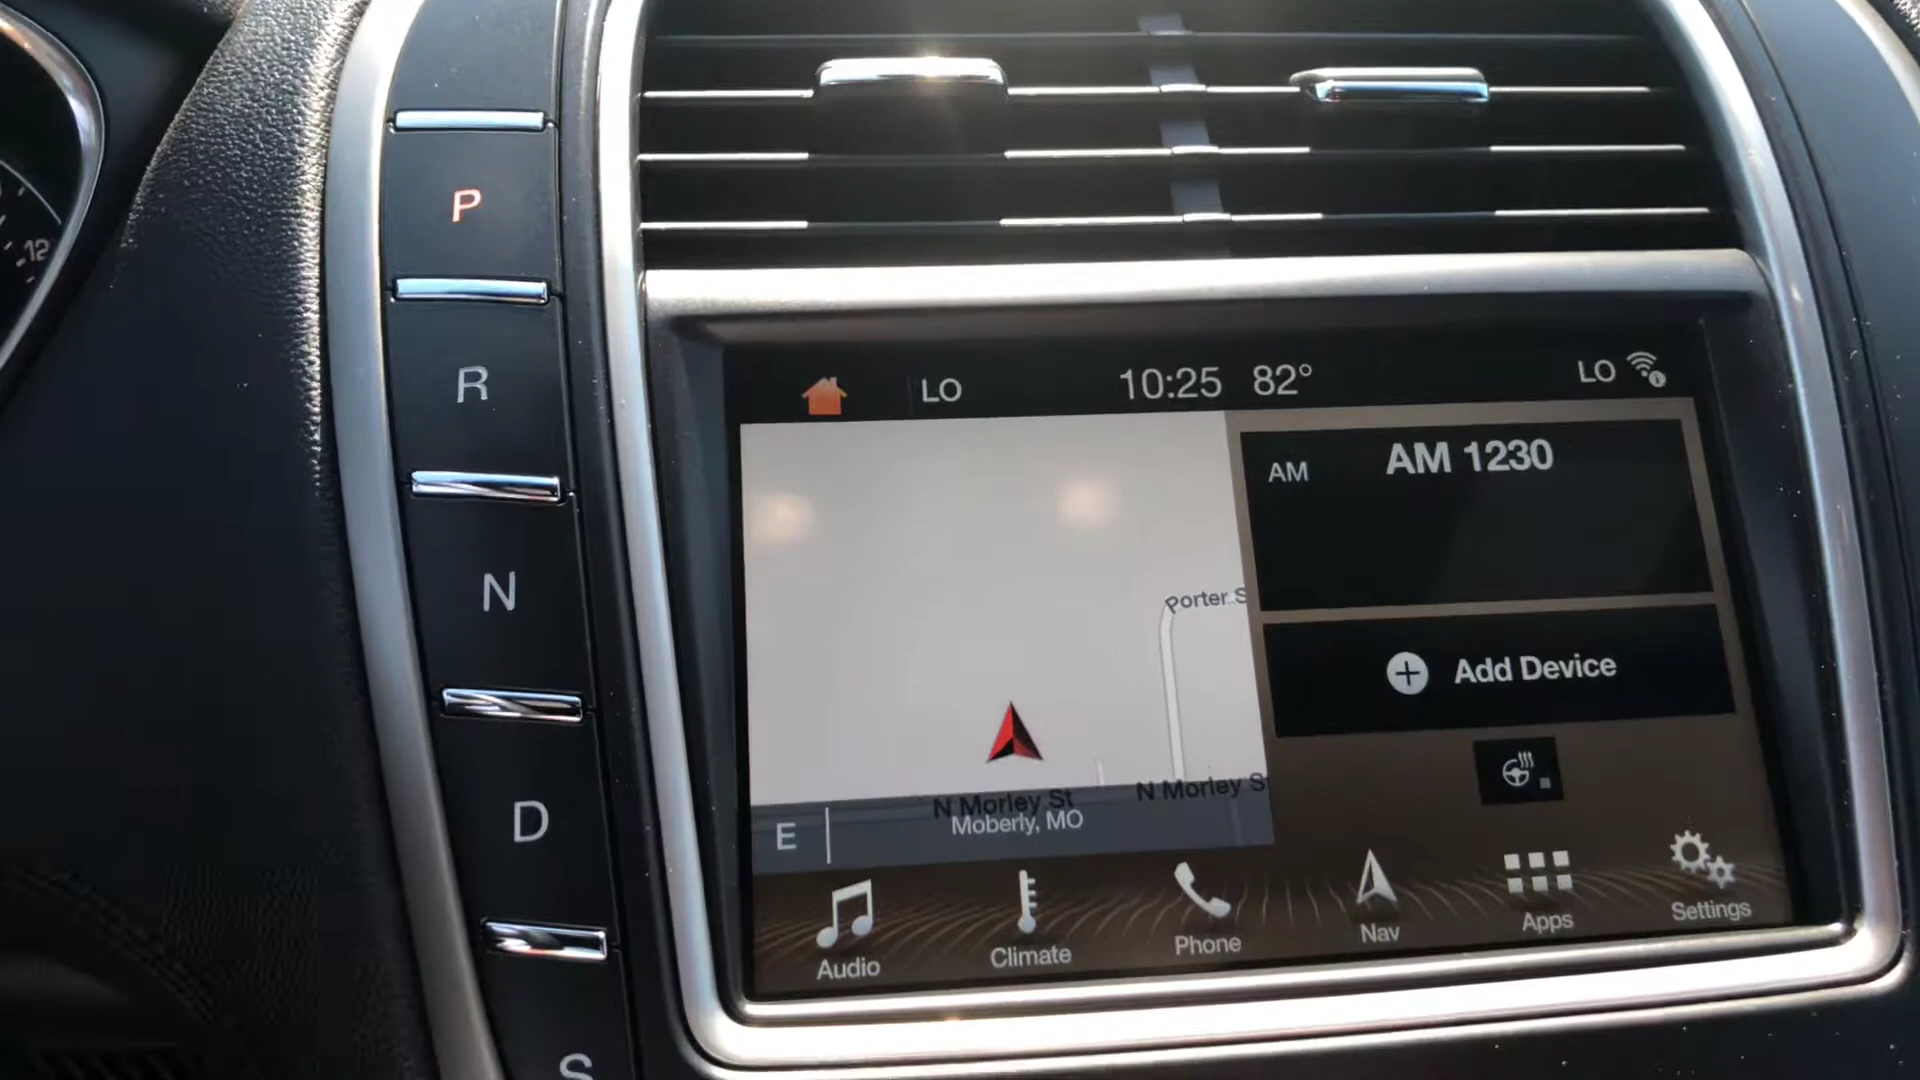 12
P
R
N
D
S
LO 10:25 82° LO
AM AM 1230
Porter S
Add Device
N Morley St N Morley S
E Moberly, MO
Audio Climate Phone Nav Apps Settings